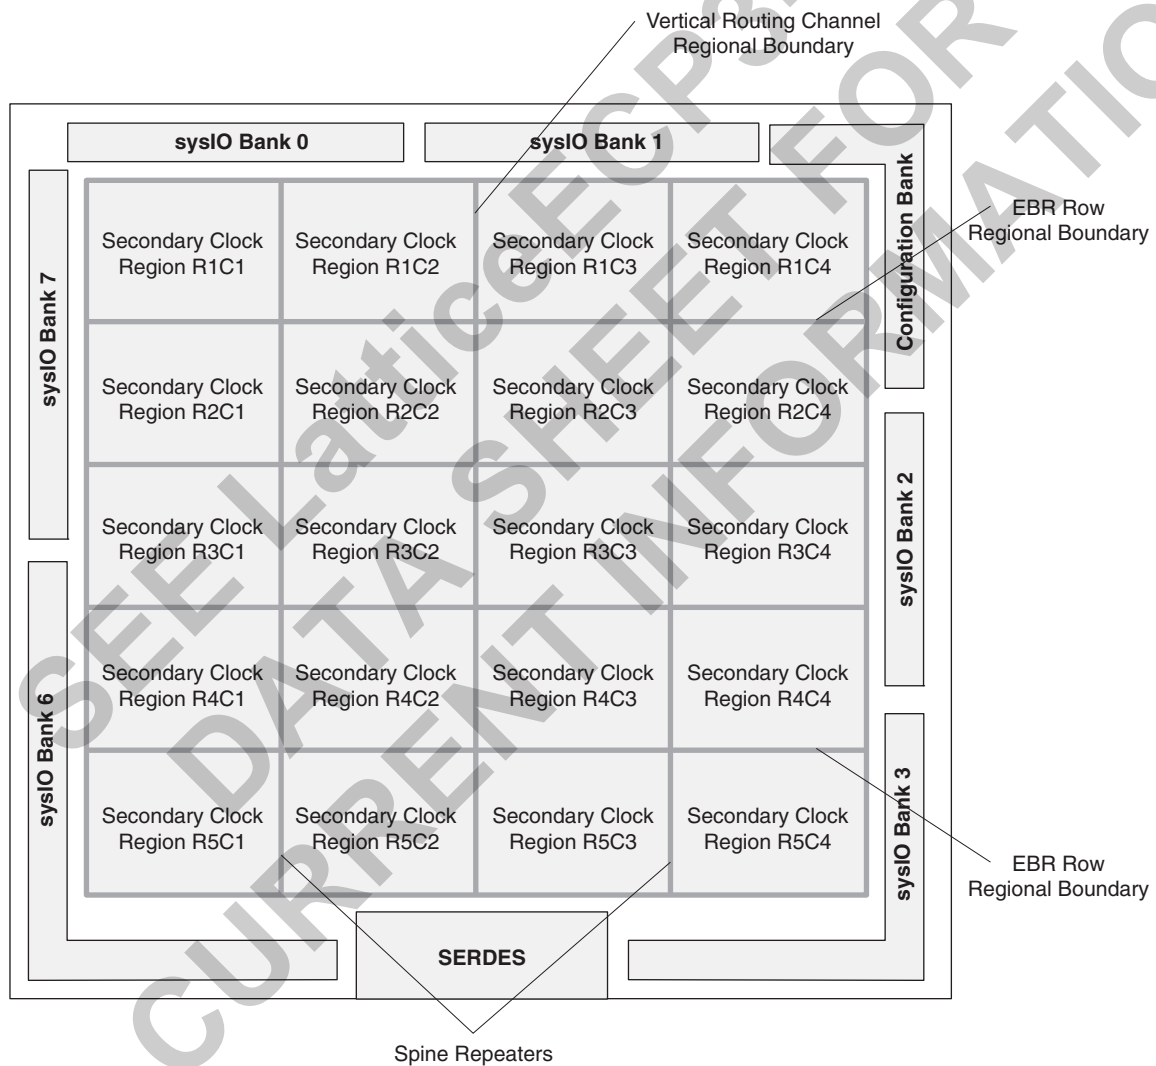 Vertical Routing Channel
Regional Boundary
sysIO Bank 0
sysIO Bank 1
Configuration Bank
EBR Row
Regional Boundary
sysIO Bank 7
Secondary Clock
Region R1C1
Secondary Clock
Region R1C2
Secondary Clock
Region R1C3
Secondary Clock
Region R1C4
Secondary Clock
Region R2C1
Secondary Clock
Region R2C2
Secondary Clock
Region R2C3
Secondary Clock
Region R2C4
sysIO Bank 2
Secondary Clock
Region R3C1
Secondary Clock
Region R3C2
Secondary Clock
Region R3C3
Secondary Clock
Region R3C4
sysIO Bank 6
Secondary Clock
Region R4C1
Secondary Clock
Region R4C2
Secondary Clock
Region R4C3
Secondary Clock
Region R4C4
sysIO Bank 3
Secondary Clock
Region R5C1
Secondary Clock
Region R5C2
Secondary Clock
Region R5C3
Secondary Clock
Region R5C4
EBR Row
Regional Boundary
SERDES
Spine Repeaters
SEE LatticeECP3
DATA SHEET FOR
CURRENT INFORMATIO